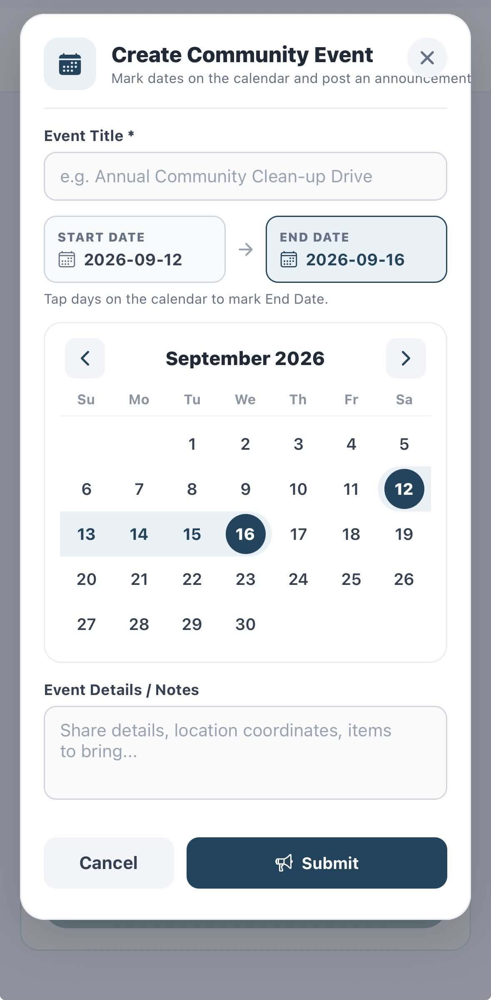 Create Community Event
Mark dates on the calendar and post an announcement
Event Title *
e.g. Annual Community Clean-up Drive
START DATE
2026-09-12
END DATE
2026-09-16
Tap days on the calendar to mark End Date.
September 2026
Su Mo Tu We Th Fr Sa
1 2 3 4 5
6 7 8 9 10 11 12
13 14 15 16 17 18 19
20 21 22 23 24 25 26
27 28 29 30
Event Details / Notes
Share details, location coordinates, items
to bring...
Cancel
Submit